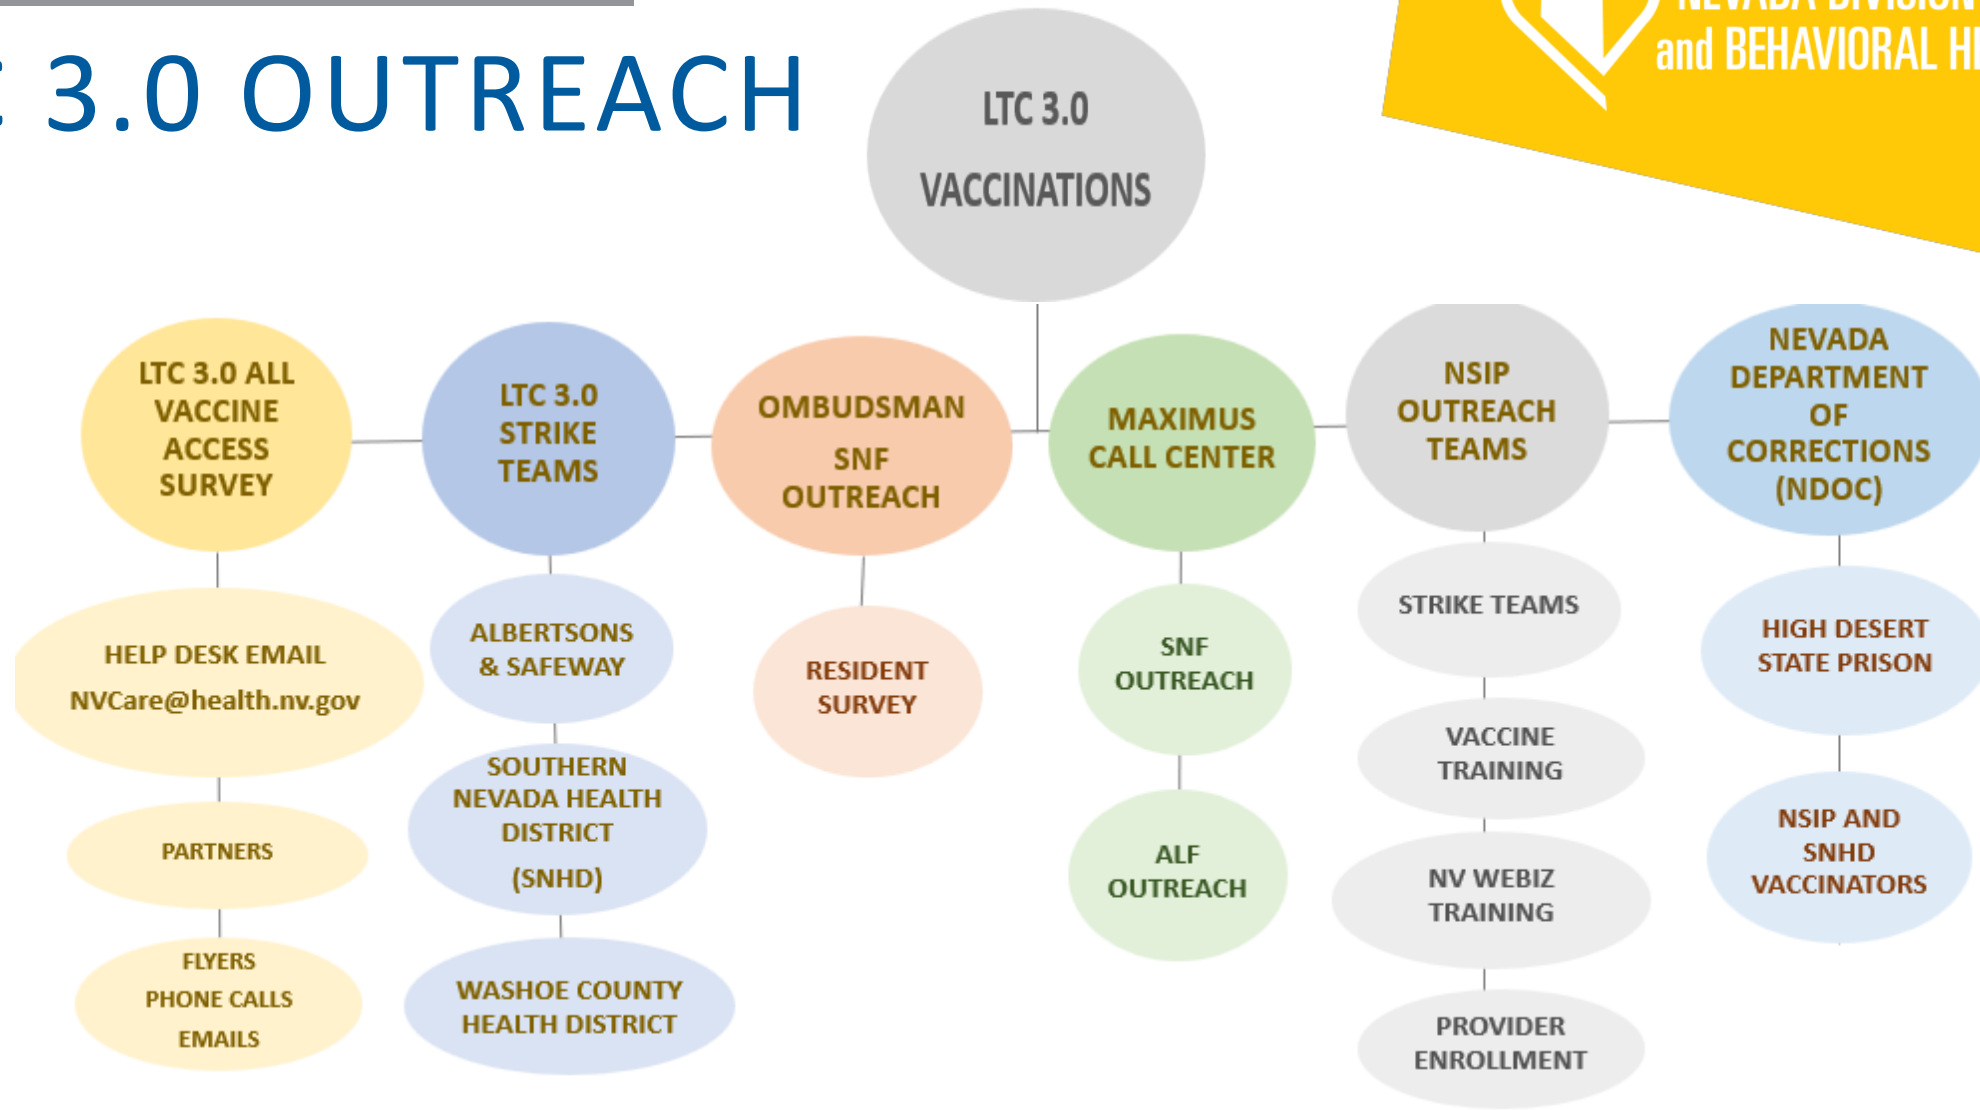 3.0 OUTREACH
NEVADA DIVISION
and BEHAVIORAL
LTC 3.0
VACCINATIONS
LTC 3.0 ALL
VACCINE
ACCESS
SURVEY
HELP DESK EMAIL
NVCare@health.nv.gov
PARTNERS
FLYERS
PHONE CALLS
EMAILS
LTC 3.0
STRIKE
TEAMS
ALBERTSONS
& SAFEWAY
SOUTHERN
NEVADA HEALTH
DISTRICT
(SNHD)
WASHOE COUNTY
HEALTH DISTRICT
OMBUDSMAN
SNF
OUTREACH
RESIDENT
SURVEY
MAXIMUS
CALL CENTER
SNF
OUTREACH
ALF
OUTREACH
NSIP
OUTREACH
TEAMS
STRIKE TEAMS
VACCINE
TRAINING
NV WEBIZ
TRAINING
PROVIDER
ENROLLMENT
NEVADA
DEPARTMENT
OF
CORRECTIONS
(NDOC)
HIGH DESERT
STATE PRISON
NSIP AND
SNHD
VACCINATORS